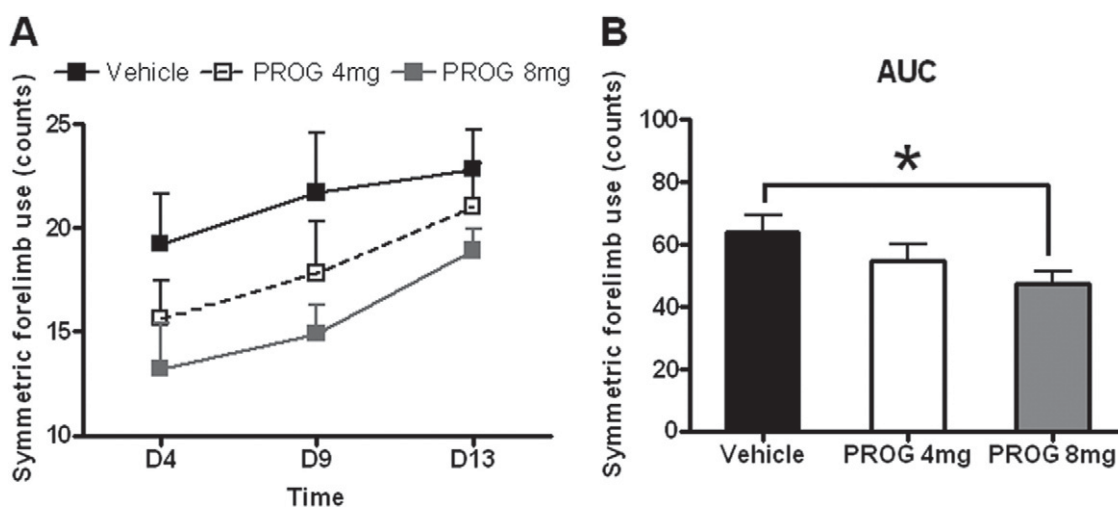 A
Vehicle PROG 4mg PROG 8mg
Symmetric forelimb use (counts)
25
20
15
10
D4 D9 D13
Time
B
AUC
Symmetric forelimb use (counts)
100
80
60
40
20
0
*
Vehicle PROG 4mg PROG 8mg